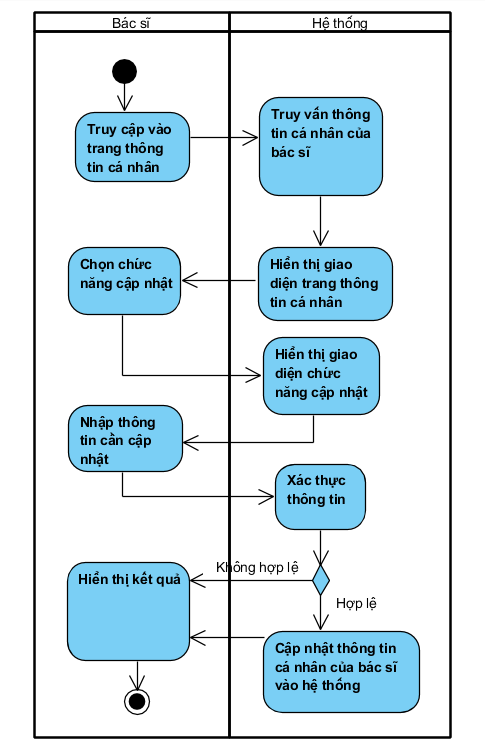 Bác sĩ
Hệ thống
Truy cập vào
trang thông
tin cá nhân
Truy vấn thông
tin cá nhân của
bác sĩ
Hiển thị giao
diện trang thông
tin cá nhân
Chọn chức
năng cập nhật
Hiển thị giao
diện chức
năng cập nhật
Nhập thông
tin cần cập
nhật
Xác thực
thông tin
Không hợp lệ
Hợp lệ
Hiển thị kết quả
Cập nhật thông tin
cá nhân của bác sĩ
vào hệ thống